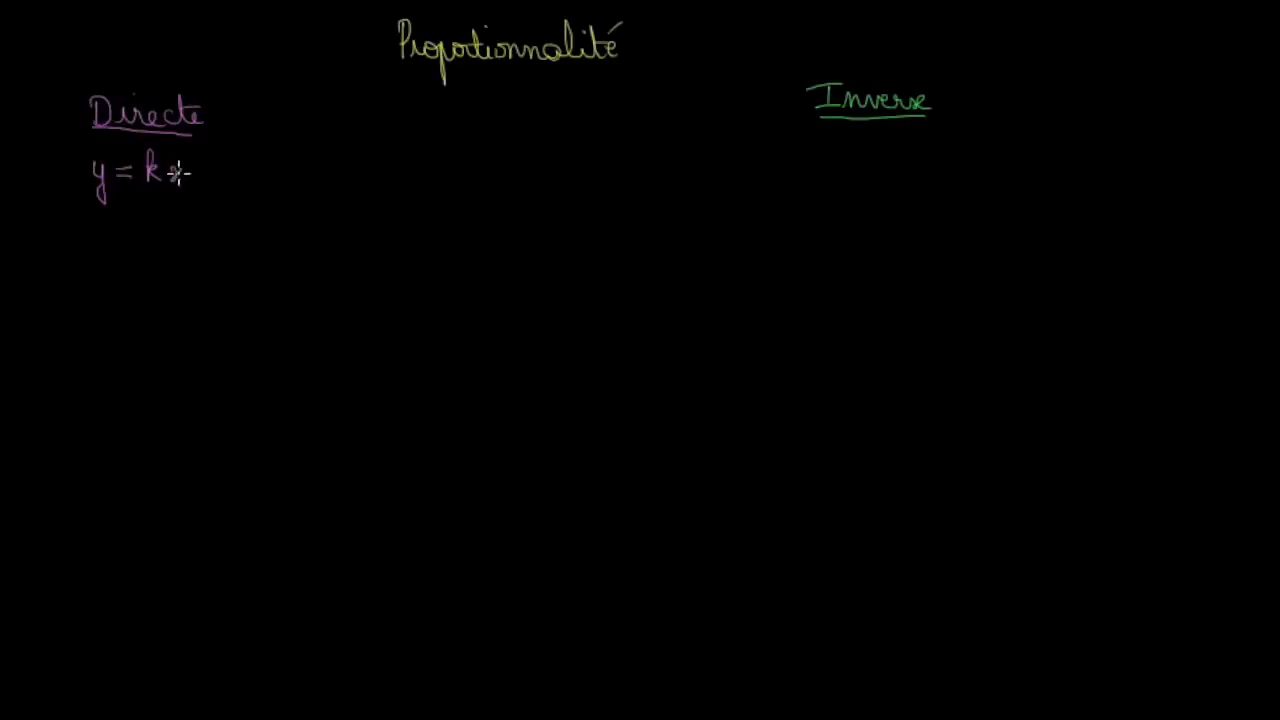 Proportionnalité
Directe
Inverse
y = k x